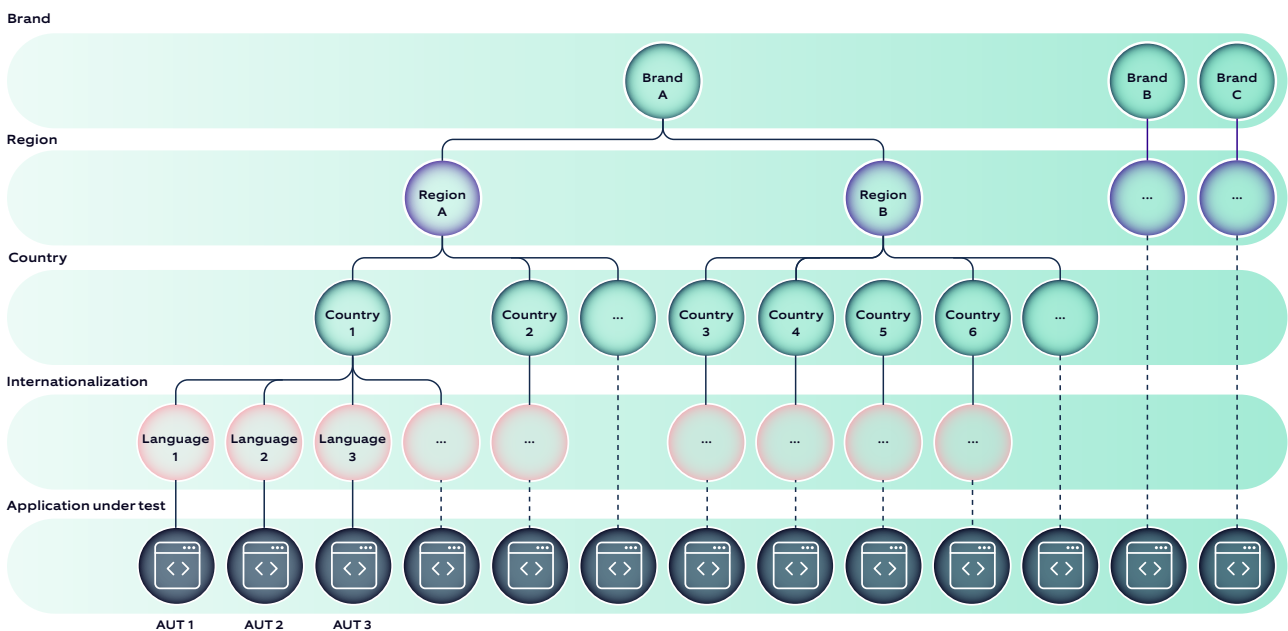 Brand
Brand
A
Brand
B
Brand
C
Region
Region
A
Region
B
...
...
Country
Country
1
Country
2
...
Country
3
Country
4
Country
5
Country
6
...
Internationalization
Language
1
Language
2
Language
3
...
...
...
...
...
...
Application under test
AUT 1
AUT 2
AUT 3